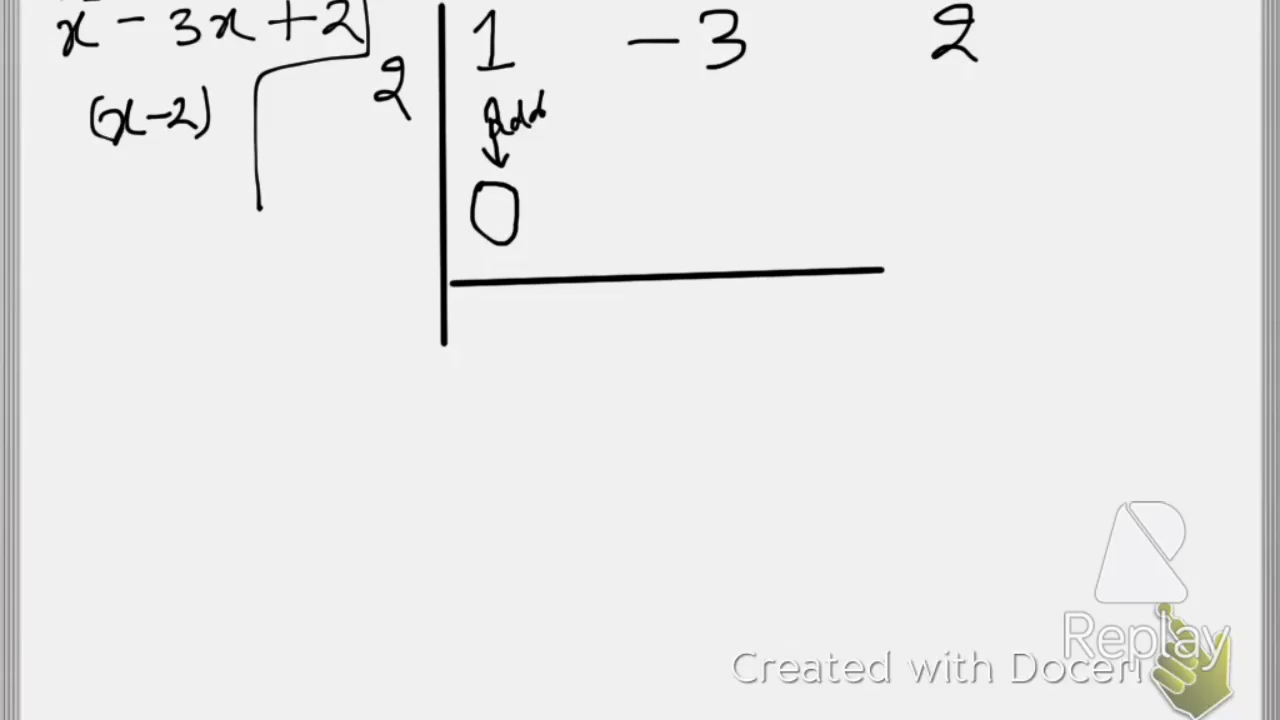 x - 3x + 2
1 - 3 2
2
(x - 2)
Add
0
Replay
Created with Doceri